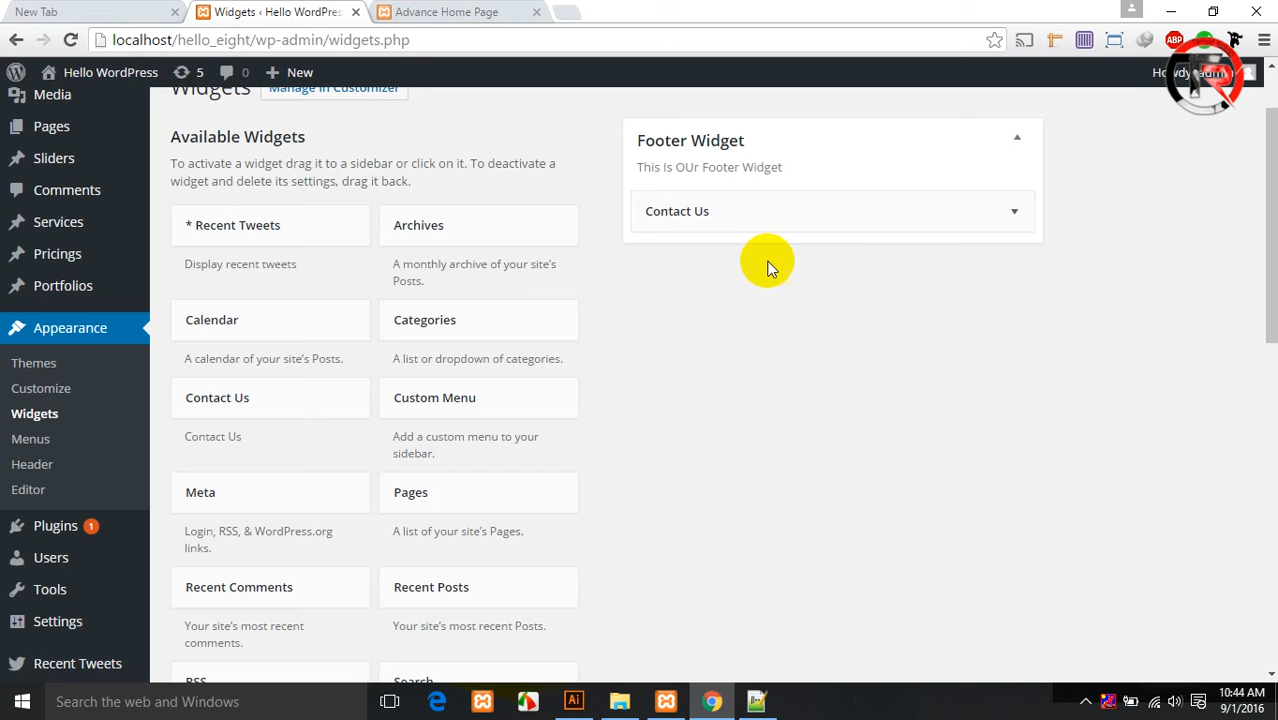 New Tab
Widgets ‹ Hello WordPres
Advance Home Page
localhost/hello_eight/wp-admin/widgets.php
ABP
Hello WordPress
5
0
New
Howdy, admin
Media
Pages
Sliders
Comments
Services
Pricings
Portfolios
Appearance
Themes
Customize
Widgets
Menus
Header
Editor
Plugins 1
Users
Tools
Settings
Recent Tweets
Widgets
Manage in Customizer
Available Widgets
To activate a widget drag it to a sidebar or click on it. To deactivate a
widget and delete its settings, drag it back.
* Recent Tweets
Display recent tweets
Archives
A monthly archive of your site's
Posts.
Calendar
A calendar of your site's Posts.
Categories
A list or dropdown of categories.
Contact Us
Contact Us
Custom Menu
Add a custom menu to your
sidebar.
Meta
Login, RSS, & WordPress.org
links.
Pages
A list of your site's Pages.
Recent Comments
Your site's most recent
comments.
Recent Posts
Your site's most recent Posts.
RSS
Search
Footer Widget
This Is OUr Footer Widget
Contact Us
Search the web and Windows
Ai
10:44 AM
9/1/2016